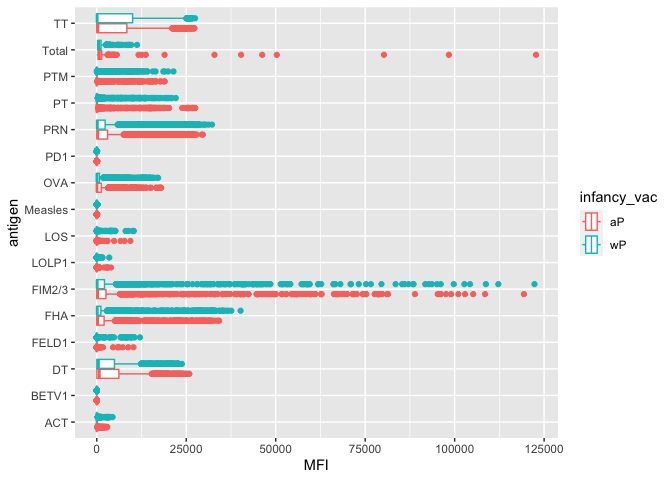 TT
Total
PTM
PT
PRN
PD1
OVA
Measles
LOS
LOLP1
FIM2/3
FHA
FELD1
DT
BETV1
ACT
antigen
0 25000 50000 75000 100000 125000
MFI
infancy_vac
aP
wP